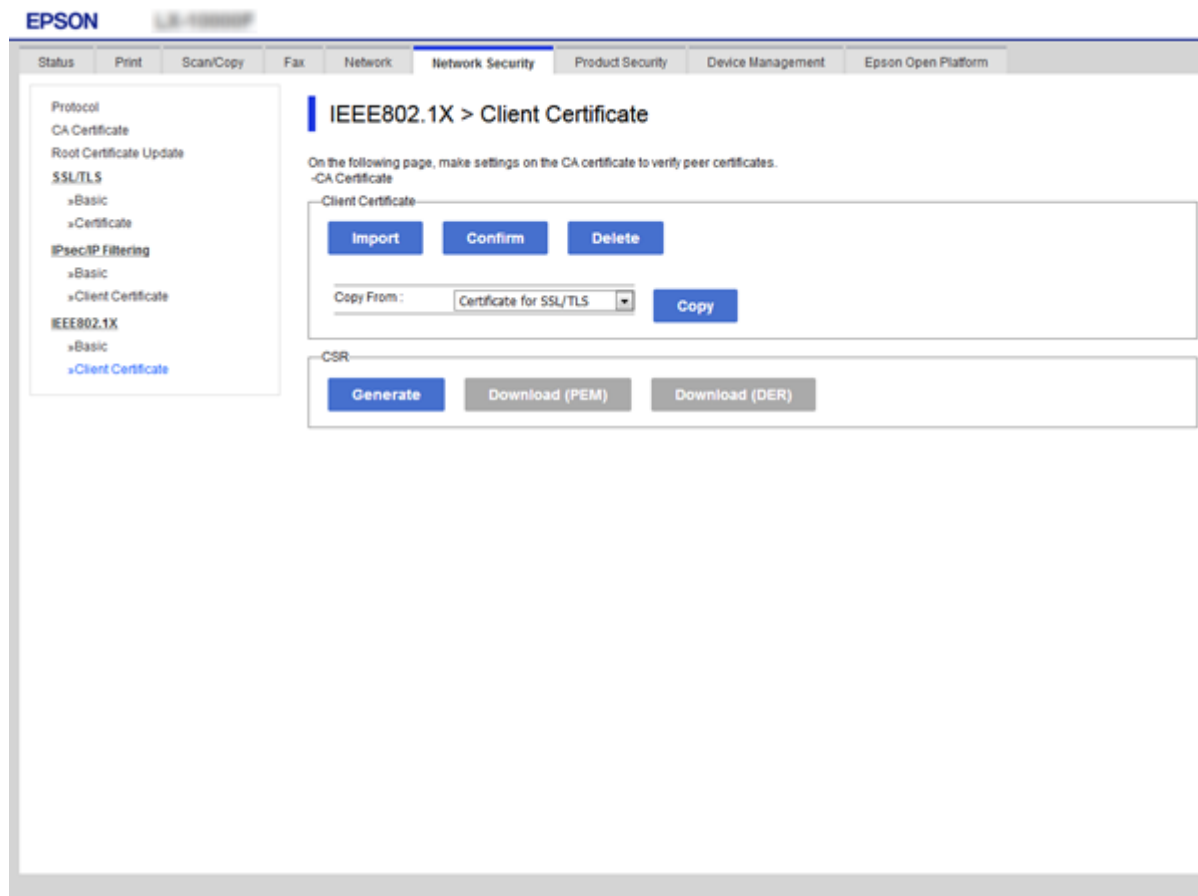 EPSON
Status Print Scan/Copy Fax Network Network Security Product Security Device Management Epson Open Platform
Protocol
CA Certificate
Root Certificate Update
SSL/TLS
»Basic
»Certificate
IPsec/IP Filtering
»Basic
»Client Certificate
IEEE802.1X
»Basic
»Client Certificate
IEEE802.1X > Client Certificate
On the following page, make settings on the CA certificate to verify peer certificates.
-CA Certificate
Client Certificate
Import Confirm Delete
Copy From : Certificate for SSL/TLS Copy
CSR
Generate Download (PEM) Download (DER)